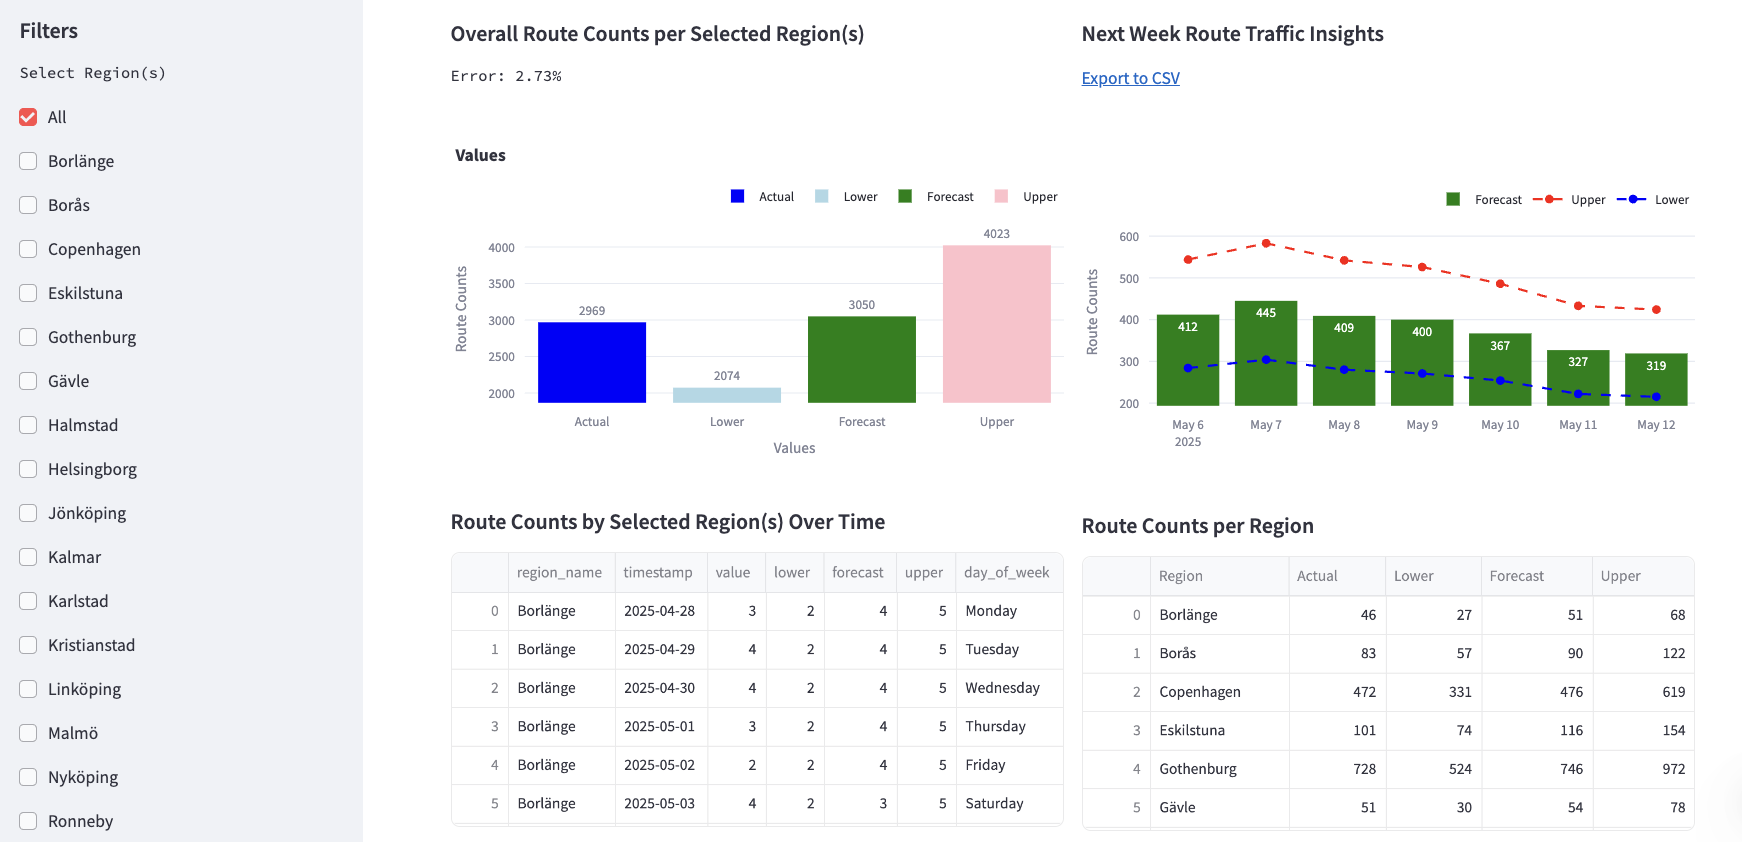 Filters
Select Region(s)
All
Borlänge
Borås
Copenhagen
Eskilstuna
Gothenburg
Gävle
Halmstad
Helsingborg
Jönköping
Kalmar
Karlstad
Kristianstad
Linköping
Malmö
Nyköping
Ronneby
Overall Route Counts per Selected Region(s)
Error: 2.73%
Values
Actual Lower Forecast Upper
Route Counts
4000
3500
3000
2500
2000
2969
2074
3050
4023
Actual Lower Forecast Upper
Values
Next Week Route Traffic Insights
Export to CSV
Forecast Upper Lower
Route Counts
600
500
400
300
200
412 445 409 400 367 327 319
May 6 May 7 May 8 May 9 May 10 May 11 May 12
2025
Route Counts by Selected Region(s) Over Time
region_name timestamp value lower forecast upper day_of_week
0 Borlänge 2025-04-28 3 2 4 5 Monday
1 Borlänge 2025-04-29 4 2 4 5 Tuesday
2 Borlänge 2025-04-30 4 2 4 5 Wednesday
3 Borlänge 2025-05-01 3 2 4 5 Thursday
4 Borlänge 2025-05-02 2 2 4 5 Friday
5 Borlänge 2025-05-03 4 2 3 5 Saturday
Route Counts per Region
Region Actual Lower Forecast Upper
0 Borlänge 46 27 51 68
1 Borås 83 57 90 122
2 Copenhagen 472 331 476 619
3 Eskilstuna 101 74 116 154
4 Gothenburg 728 524 746 972
5 Gävle 51 30 54 78